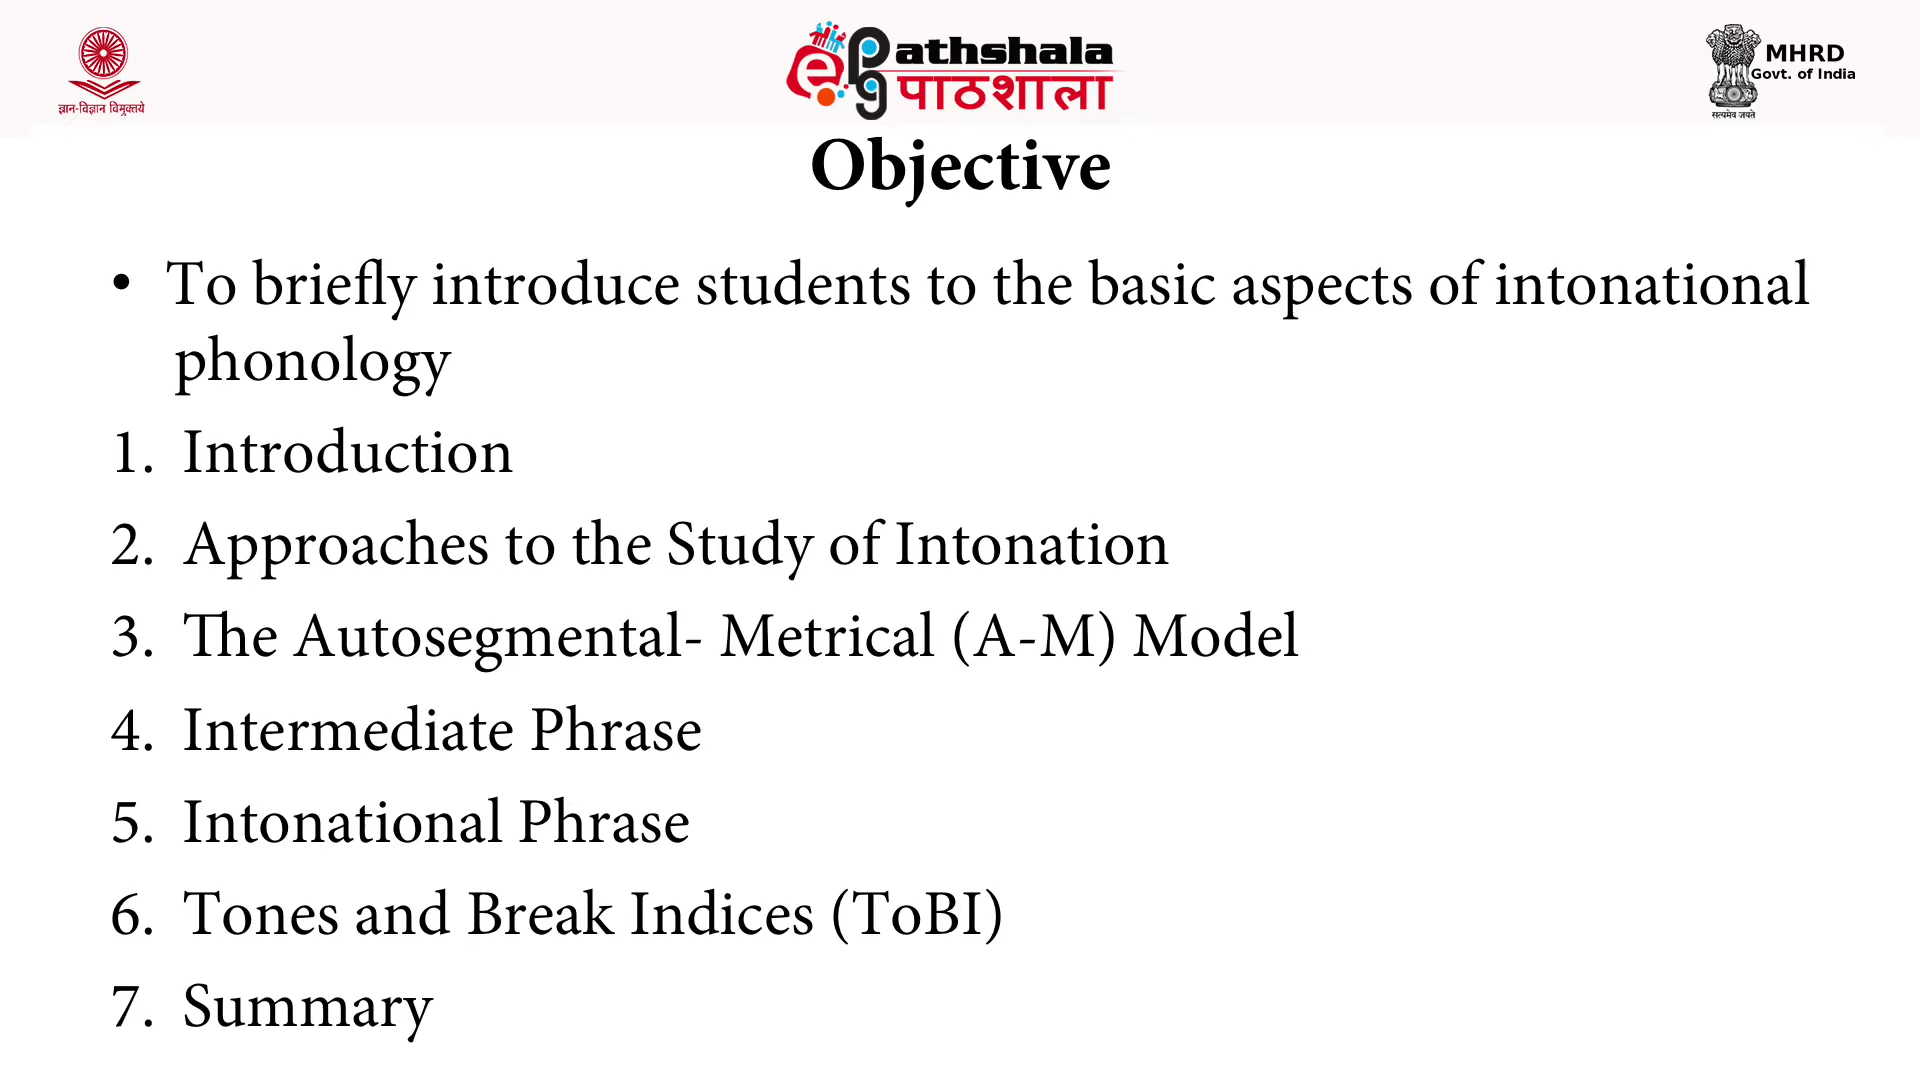 ज्ञान-विज्ञान विमुक्तये
e pg athshala
पाठशाला
MHRD
Govt. of India
सत्यमेव जयते
Objective
• To briefly introduce students to the basic aspects of intonational
phonology
1. Introduction
2. Approaches to the Study of Intonation
3. The Autosegmental- Metrical (A-M) Model
4. Intermediate Phrase
5. Intonational Phrase
6. Tones and Break Indices (ToBI)
7. Summary